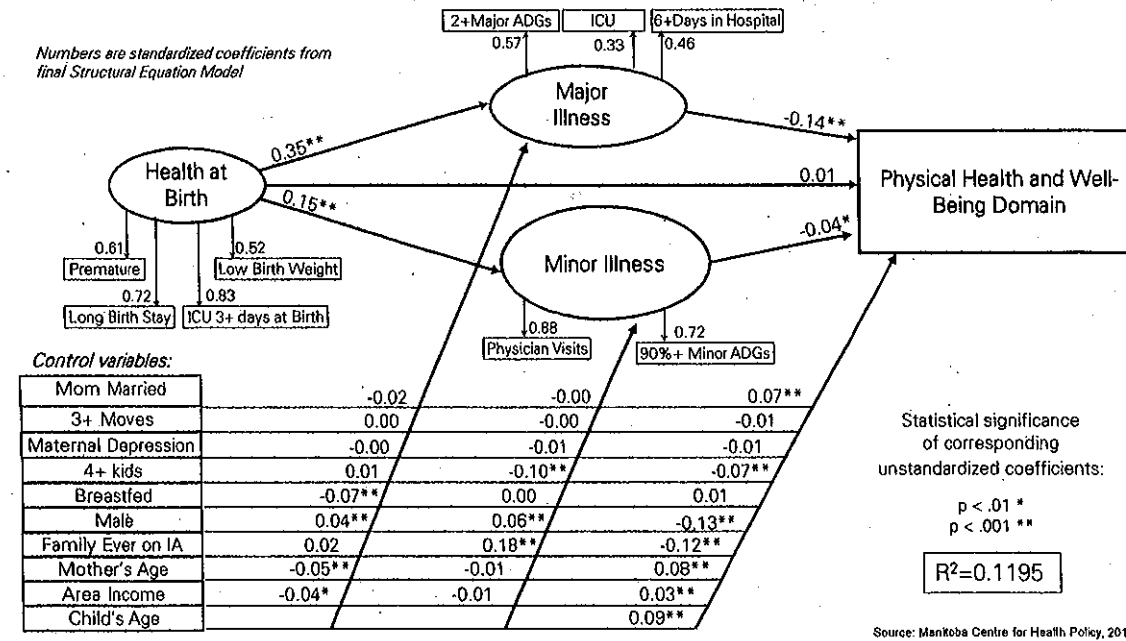 2+Major ADGs
ICU
6+Days in Hospital
0.57
0.33
0.46
Numbers are standardized coefficients from
final Structural Equation Model
Major
Illness
-0.14**
0.35**
Health at
Birth
0.01
Physical Health and Well-
Being Domain
0.15**
-0.04*
Minor Illness
0.61
0.52
Premature
Low Birth Weight
0.72
0.83
Long Birth Stay
ICU 3+ days at Birth
0.88
0.72
Physician Visits
90%+ Minor ADGs
Control variables:
Mom Married -0.02 -0.00 0.07**
3+ Moves 0.00 -0.00 -0.01
Maternal Depression -0.00 -0.01 -0.01
4+ kids 0.01 -0.10** -0.07**
Breastfed -0.07** 0.00 0.01
Male 0.04** 0.06** -0.13**
Family Ever on IA 0.02 0.18** -0.12**
Mother's Age -0.05** -0.01 0.08**
Area Income -0.04* -0.01 0.03**
Child's Age 0.09**
Statistical significance
of corresponding
unstandardized coefficients:
p < .01 *
p < .001 **
R²=0.1195
Source: Manitoba Centre for Health Policy,